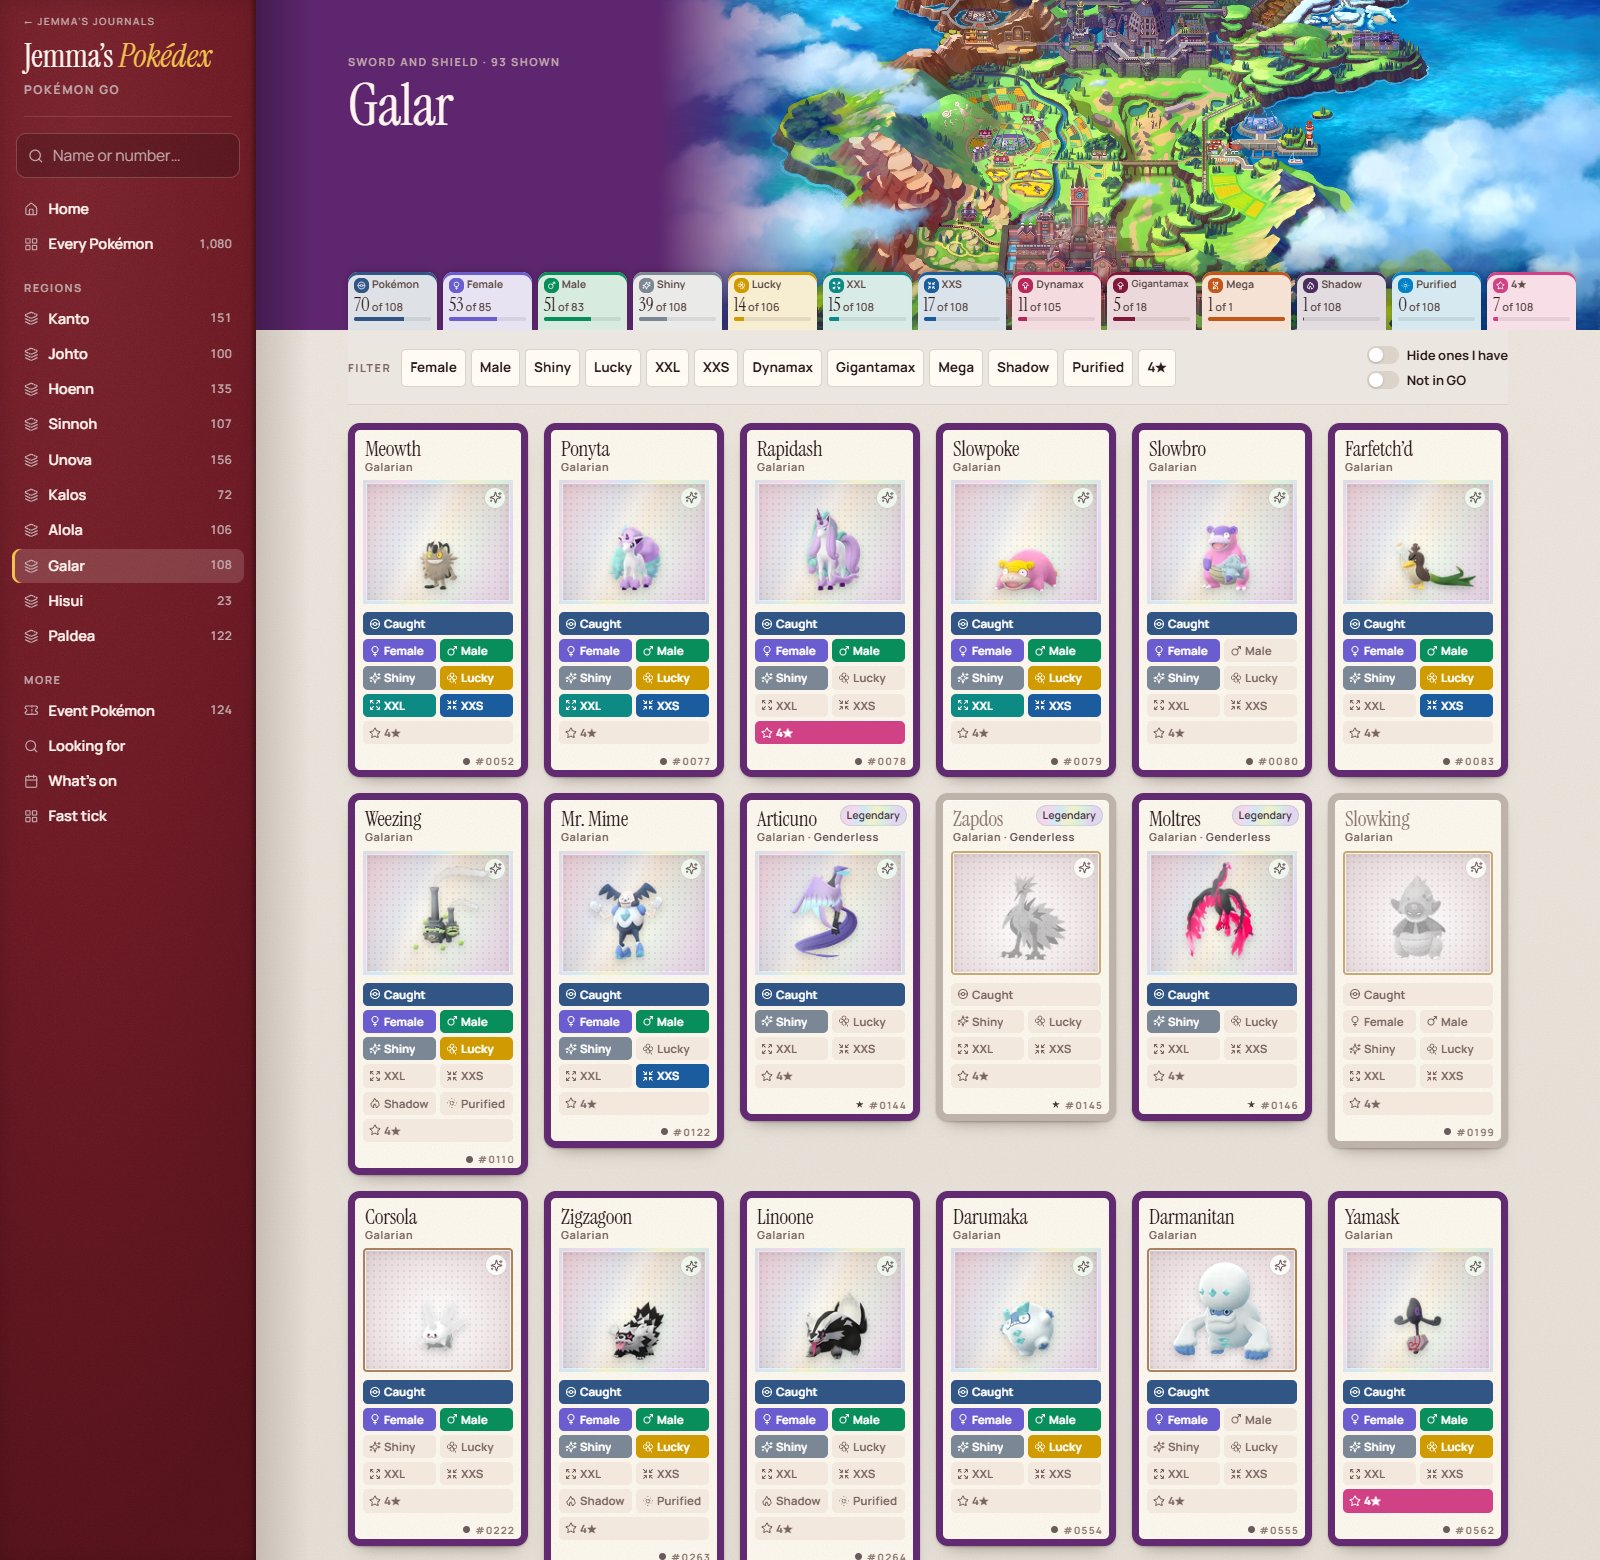 ← JEMMA'S JOURNALS
Jemma's Pokédex
POKÉMON GO
Name or number...
Home
Every Pokémon 1,080
REGIONS
Kanto 151
Johto 100
Hoenn 135
Sinnoh 107
Unova 156
Kalos 72
Alola 106
Galar 108
Hisui 23
Paldea 122
MORE
Event Pokémon 124
Looking for
What's on
Fast tick
SWORD AND SHIELD · 93 SHOWN
Galar
Pokémon
70 of 108
Female
53 of 85
Male
51 of 83
Shiny
39 of 108
Lucky
14 of 106
XXL
15 of 108
XXS
17 of 108
Dynamax
11 of 105
Gigantamax
5 of 18
Mega
1 of 1
Shadow
1 of 108
Purified
0 of 108
4★
7 of 108
FILTER Female Male Shiny Lucky XXL XXS Dynamax Gigantamax Mega Shadow Purified 4★
Hide ones I have
Not in GO
Meowth
Galarian
Caught
Female Male
Shiny Lucky
XXL XXS
4★
#0052
Ponyta
Galarian
Caught
Female Male
Shiny Lucky
XXL XXS
4★
#0077
Rapidash
Galarian
Caught
Female Male
Shiny Lucky
XXL XXS
4★
#0078
Slowpoke
Galarian
Caught
Female Male
Shiny Lucky
XXL XXS
4★
#0079
Slowbro
Galarian
Caught
Female Male
Shiny Lucky
XXL XXS
4★
#0080
Farfetch'd
Galarian
Caught
Female Male
Shiny Lucky
XXL XXS
4★
#0083
Weezing
Galarian
Caught
Female Male
Shiny Lucky
XXL XXS
Shadow Purified
4★
#0110
Mr. Mime
Galarian
Caught
Female Male
Shiny Lucky
XXL XXS
4★
#0122
Articuno Legendary
Galarian · Genderless
Caught
Shiny Lucky
XXL XXS
4★
★ #0144
Zapdos Legendary
Galarian · Genderless
Caught
Shiny Lucky
XXL XXS
4★
★ #0145
Moltres Legendary
Galarian · Genderless
Caught
Shiny Lucky
XXL XXS
4★
★ #0146
Slowking
Galarian
Caught
Female Male
Shiny Lucky
XXL XXS
4★
#0199
Corsola
Galarian
Caught
Female Male
Shiny Lucky
XXL XXS
4★
#0222
Zigzagoon
Galarian
Caught
Female Male
Shiny Lucky
XXL XXS
Shadow Purified
4★
#0263
Linoone
Galarian
Caught
Female Male
Shiny Lucky
XXL XXS
Shadow Purified
4★
#0264
Darumaka
Galarian
Caught
Female Male
Shiny Lucky
XXL XXS
4★
#0554
Darmanitan
Galarian
Caught
Female Male
Shiny Lucky
XXL XXS
4★
#0555
Yamask
Galarian
Caught
Female Male
Shiny Lucky
XXL XXS
4★
#0562